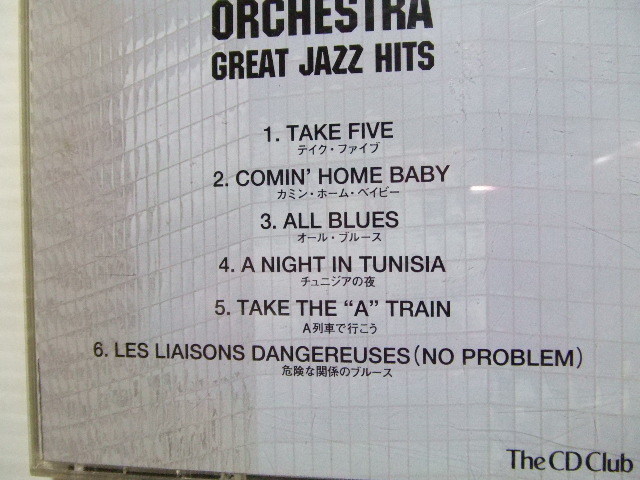 ORCHESTRA
GREAT JAZZ HITS
1. TAKE FIVE
テイク・ファイブ
2. COMIN' HOME BABY
カミン・ホーム・ベイビー
3. ALL BLUES
オール・ブルース
4. A NIGHT IN TUNISIA
チュニジアの夜
5. TAKE THE “A” TRAIN
A列車で行こう
6. LES LIAISONS DANGEREUSES(NO PROBLEM)
危険な関係のブルース
The CD Club